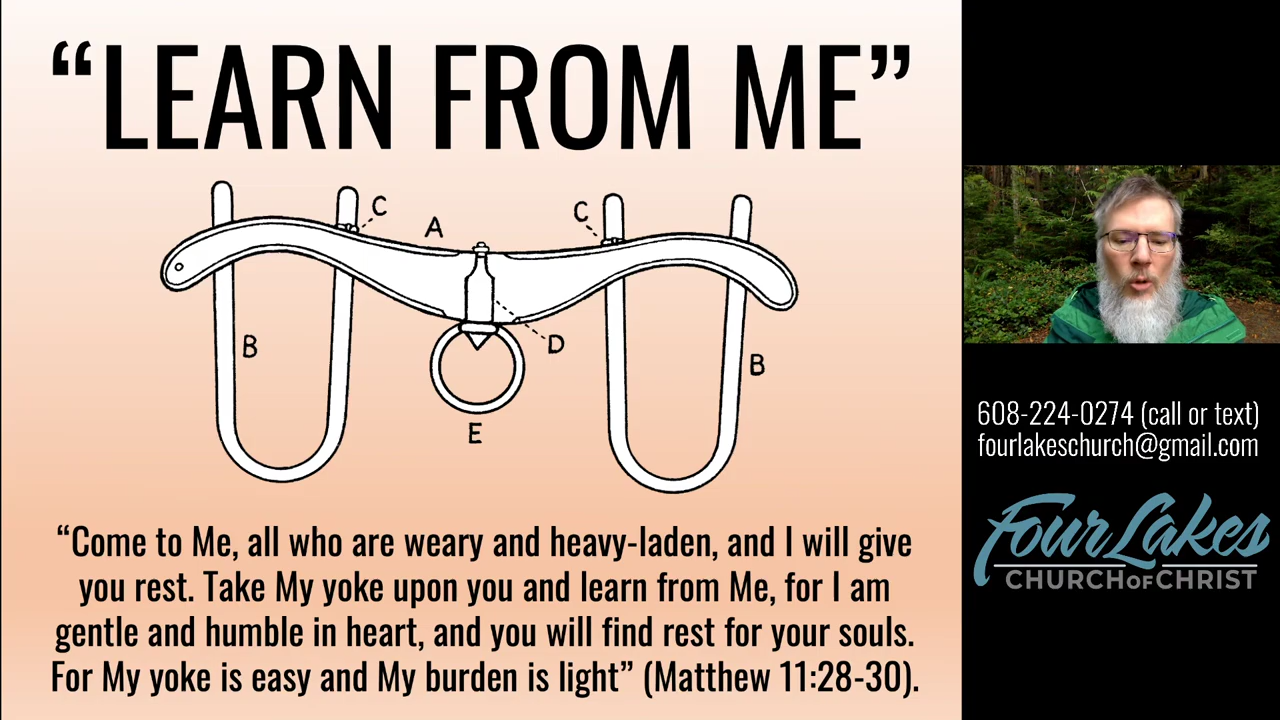 “LEARN FROM ME”
C
C
A
B
D
B
E
“Come to Me, all who are weary and heavy-laden, and I will give
you rest. Take My yoke upon you and learn from Me, for I am
gentle and humble in heart, and you will find rest for your souls.
For My yoke is easy and My burden is light” (Matthew 11:28-30).
608-224-0274 (call or text)
fourlakeschurch@gmail.com
Four Lakes
CHURCH OF CHRIST